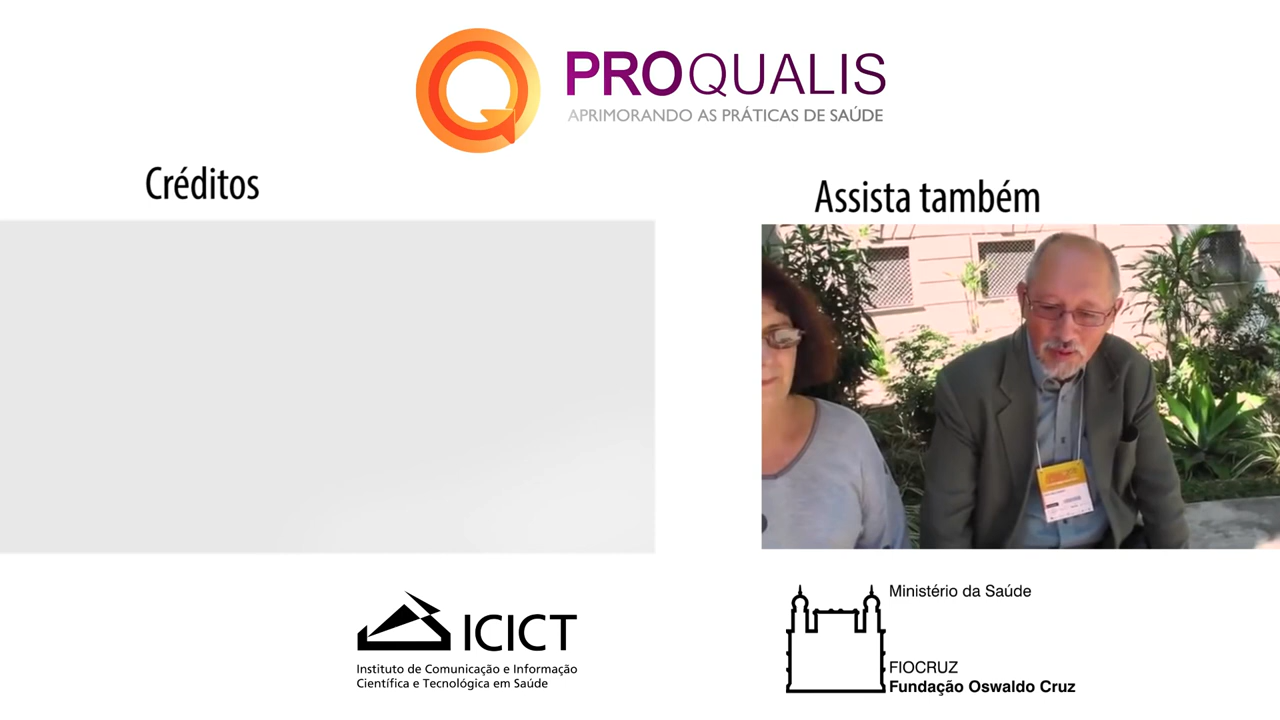 PROQUALIS
APRIMORANDO AS PRÁTICAS DE SAÚDE
Créditos
Assista também
ICICT
Instituto de Comunicação e Informação
Científica e Tecnológica em Saúde
Ministério da Saúde
FIOCRUZ
Fundação Oswaldo Cruz